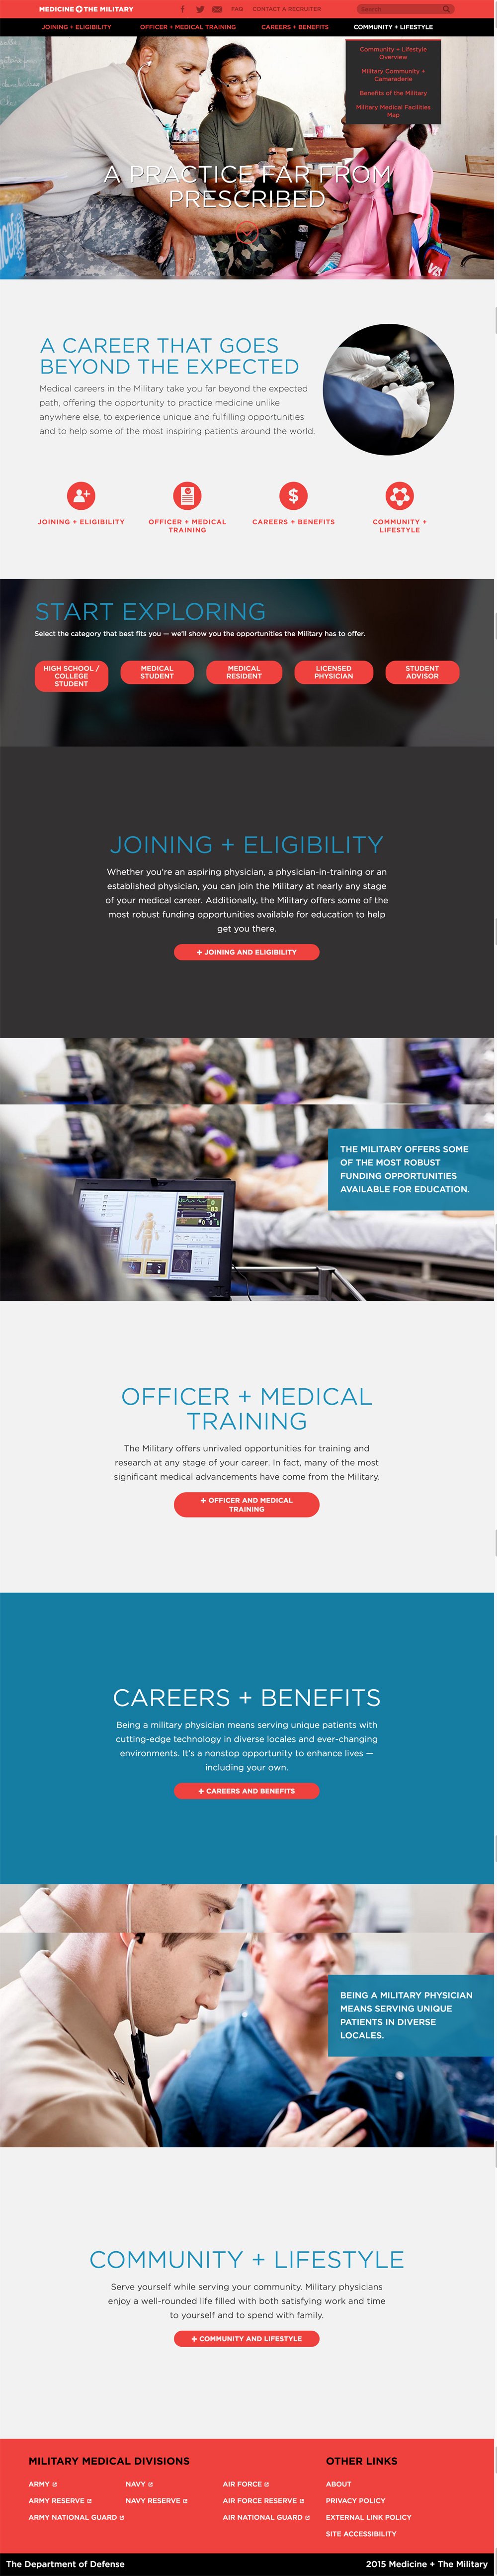 MEDICINE THE MILITARY
FAQ
CONTACT A RECRUITER
Search
JOINING + ELIGIBILITY
OFFICER + MEDICAL TRAINING
CAREERS + BENEFITS
COMMUNITY + LIFESTYLE
Community + Lifestyle
Overview
Military Community +
Camaraderie
Benefits of the Military
Military Medical Facilities
Map
A PRACTICE FAR FROM
PRESCRIBED
A CAREER THAT GOES
BEYOND THE EXPECTED
Medical careers in the Military take you far beyond the expected
path, offering the opportunity to practice medicine unlike
anywhere else, to experience unique and fulfilling opportunities
and to help some of the most inspiring patients around the world.
JOINING + ELIGIBILITY
OFFICER + MEDICAL
TRAINING
CAREERS + BENEFITS
COMMUNITY +
LIFESTYLE
START EXPLORING
Select the category that best fits you — we'll show you the opportunities the Military has to offer.
HIGH SCHOOL /
COLLEGE
STUDENT
MEDICAL
STUDENT
MEDICAL
RESIDENT
LICENSED
PHYSICIAN
STUDENT
ADVISOR
JOINING + ELIGIBILITY
Whether you're an aspiring physician, a physician-in-training or an
established physician, you can join the Military at nearly any stage
of your medical career. Additionally, the Military offers some of the
most robust funding opportunities available for education to help
get you there.
+ JOINING AND ELIGIBILITY
THE MILITARY OFFERS SOME
OF THE MOST ROBUST
FUNDING OPPORTUNITIES
AVAILABLE FOR EDUCATION.
OFFICER + MEDICAL
TRAINING
The Military offers unrivaled opportunities for training and
research at any stage of your career. In fact, many of the most
significant medical advancements have come from the Military.
+ OFFICER AND MEDICAL
TRAINING
CAREERS + BENEFITS
Being a military physician means serving unique patients with
cutting-edge technology in diverse locales and ever-changing
environments. It's a nonstop opportunity to enhance lives —
including your own.
+ CAREERS AND BENEFITS
BEING A MILITARY PHYSICIAN
MEANS SERVING UNIQUE
PATIENTS IN DIVERSE
LOCALES.
COMMUNITY + LIFESTYLE
Serve yourself while serving your community. Military physicians
enjoy a well-rounded life filled with both satisfying work and time
to yourself and to spend with family.
+ COMMUNITY AND LIFESTYLE
MILITARY MEDICAL DIVISIONS
ARMY
ARMY RESERVE
ARMY NATIONAL GUARD
NAVY
NAVY RESERVE
AIR FORCE
AIR FORCE RESERVE
AIR NATIONAL GUARD
OTHER LINKS
ABOUT
PRIVACY POLICY
EXTERNAL LINK POLICY
SITE ACCESSIBILITY
The Department of Defense
2015 Medicine + The Military